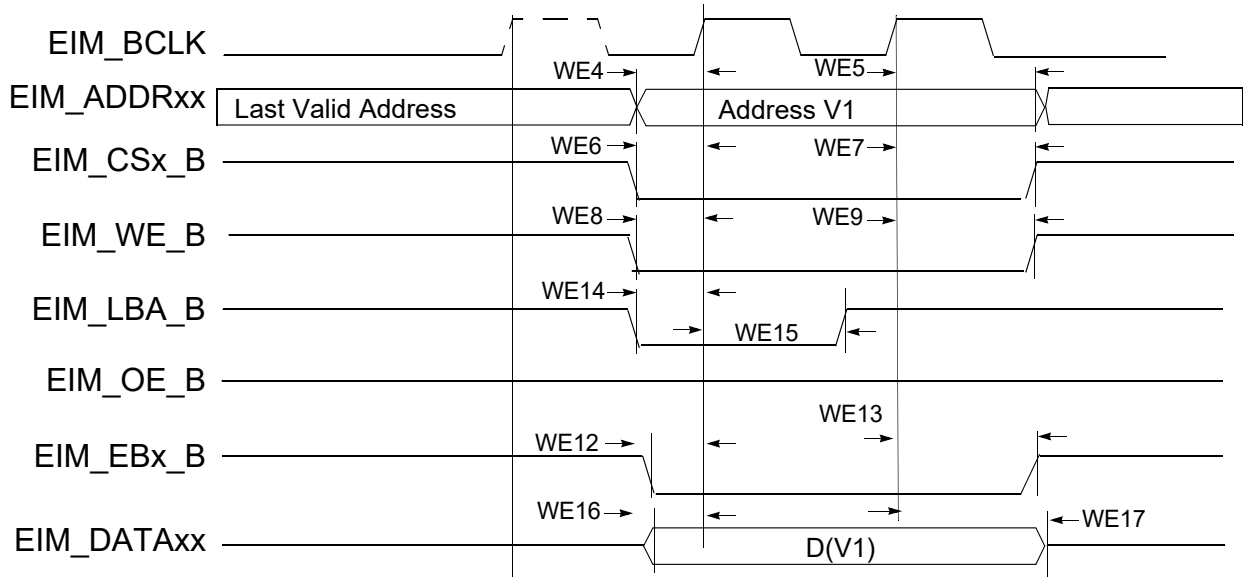 EIM_BCLK
WE4 WE5
EIM_ADDRxx Last Valid Address Address V1
WE6 WE7
EIM_CSx_B
WE8 WE9
EIM_WE_B
WE14
EIM_LBA_B
WE15
EIM_OE_B
WE13
WE12
EIM_EBx_B
WE16 WE17
EIM_DATAxx D(V1)